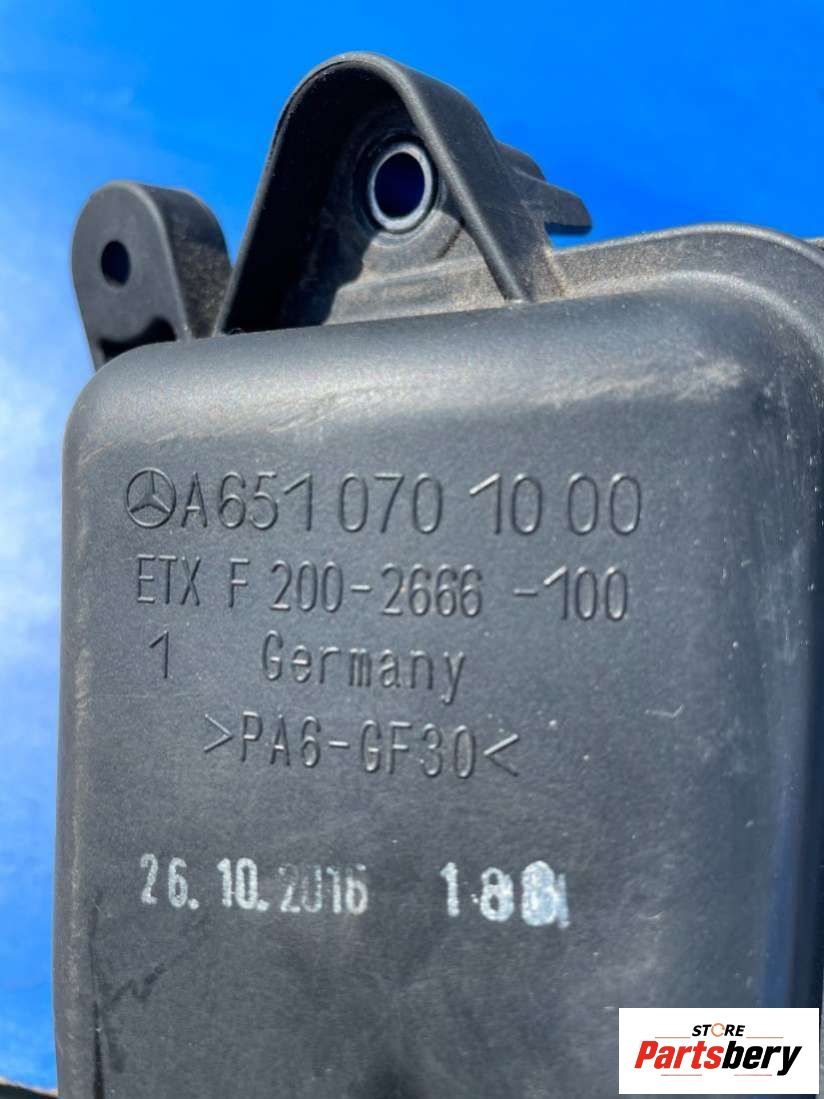 A651 070 10 00
ETX F 200-2666-100
1 Germany
>PA6-GF30<
26.10.2016
STORE
Partsbery